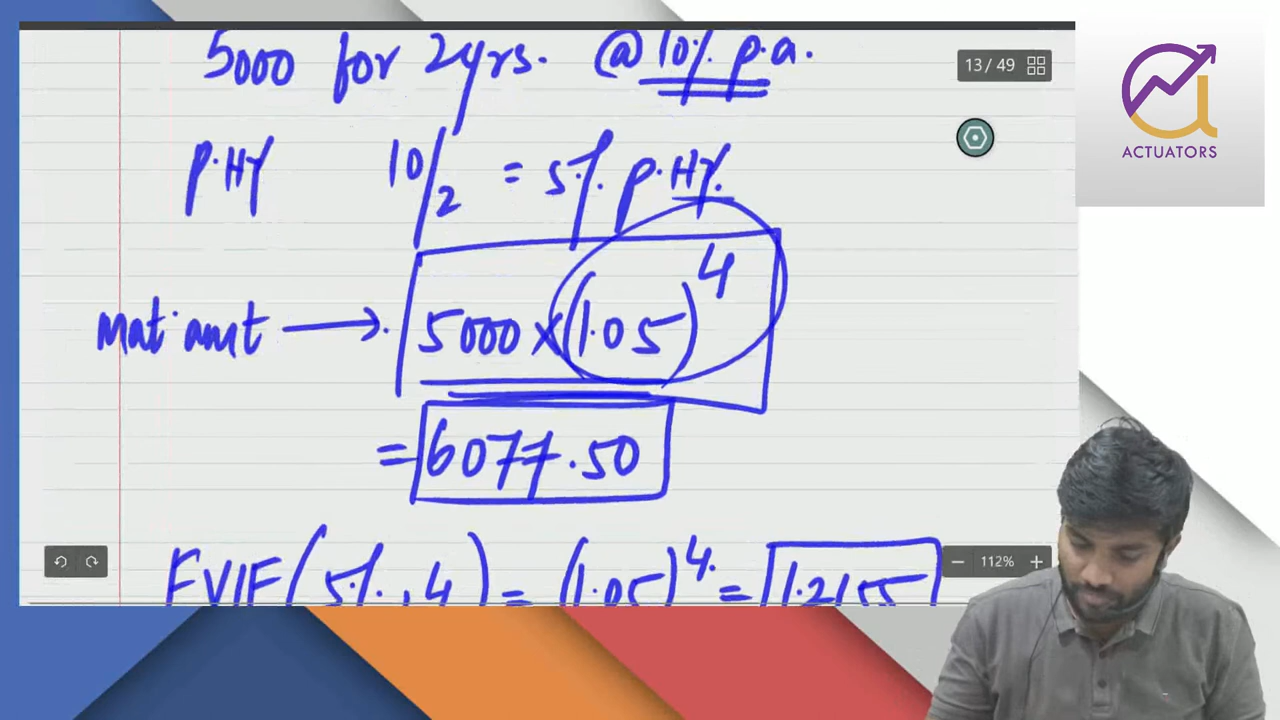 5000 for 2yrs. @10% p.a.
13 / 49
P.HY 10/2 = 5% p.HY.
mat. amt → 5000 × (1.05)^4
= 6077.50
FVIF (5%, 4) = (1.05)^4. = 1.2155
112%
ACTUATORS